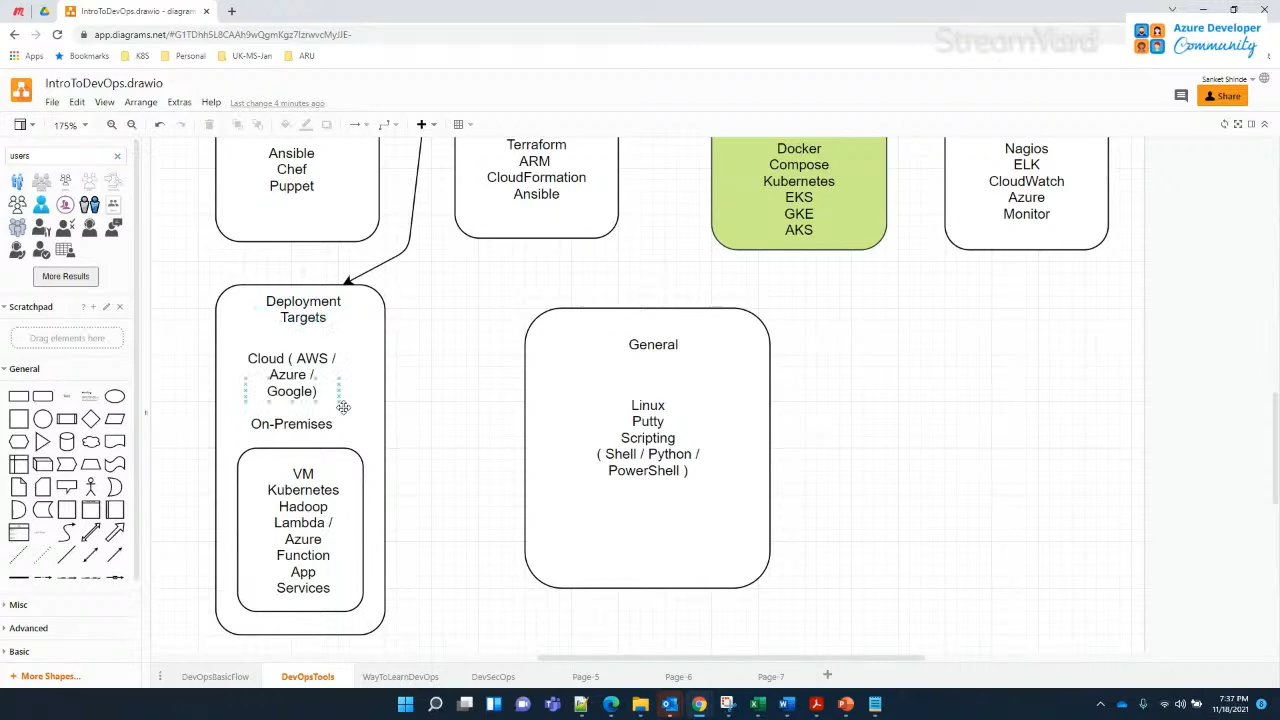 IntroToDevOps.drawio - diagram
app.diagrams.net/#G1TDhh5L8CAAh9wQgmKgz7IzrwvcMyJJE-
StreamYard
Azure Developer
Community
Apps
Bookmarks
K8S
Personal
UK-MS-Jan
ARU
IntroToDevOps.drawio
Sanket Shinde
File Edit View Arrange Extras Help Last change 4 minutes ago
Share
175%
users
More Results
Scratchpad
Drag elements here
General
Misc
Advanced
Basic
+ More Shapes...
Ansible
Chef
Puppet
Terraform
ARM
CloudFormation
Ansible
Docker
Compose
Kubernetes
EKS
GKE
AKS
Nagios
ELK
CloudWatch
Azure
Monitor
Deployment
Targets
Cloud ( AWS /
Azure /
Google)
On-Premises
VM
Kubernetes
Hadoop
Lambda /
Azure
Function
App
Services
General
Linux
Putty
Scripting
( Shell / Python /
PowerShell )
DevOpsBasicFlow
DevOpsTools
WayToLearnDevOps
DevSecOps
Page-5
Page-6
Page-7
7:37 PM
11/18/2021